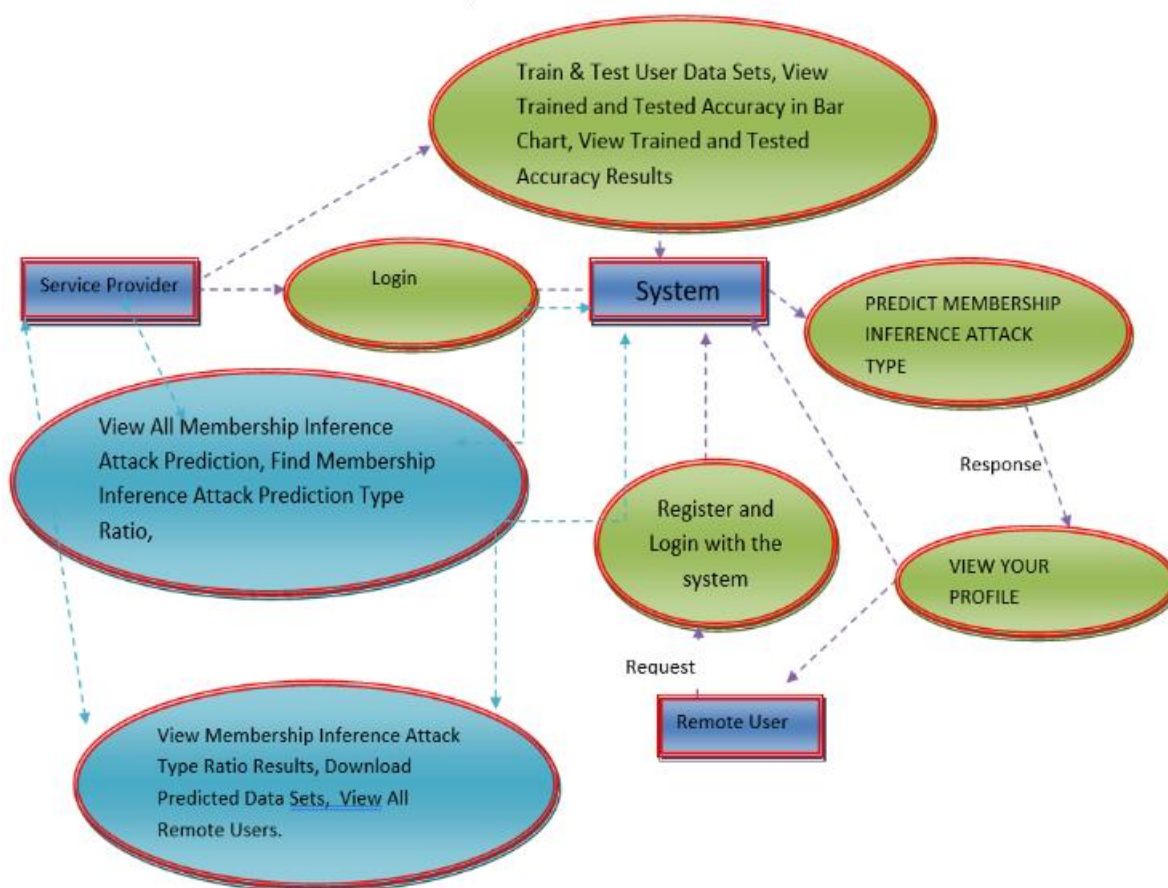 Train & Test User Data Sets, View
Trained and Tested Accuracy in Bar
Chart, View Trained and Tested
Accuracy Results
Service Provider
Login
System
PREDICT MEMBERSHIP
INFERENCE ATTACK
TYPE
View All Membership Inference
Attack Prediction, Find Membership
Inference Attack Prediction Type
Ratio,
Response
Register and
Login with the
system
VIEW YOUR
PROFILE
Request
Remote User
View Membership Inference Attack
Type Ratio Results, Download
Predicted Data Sets, View All
Remote Users.